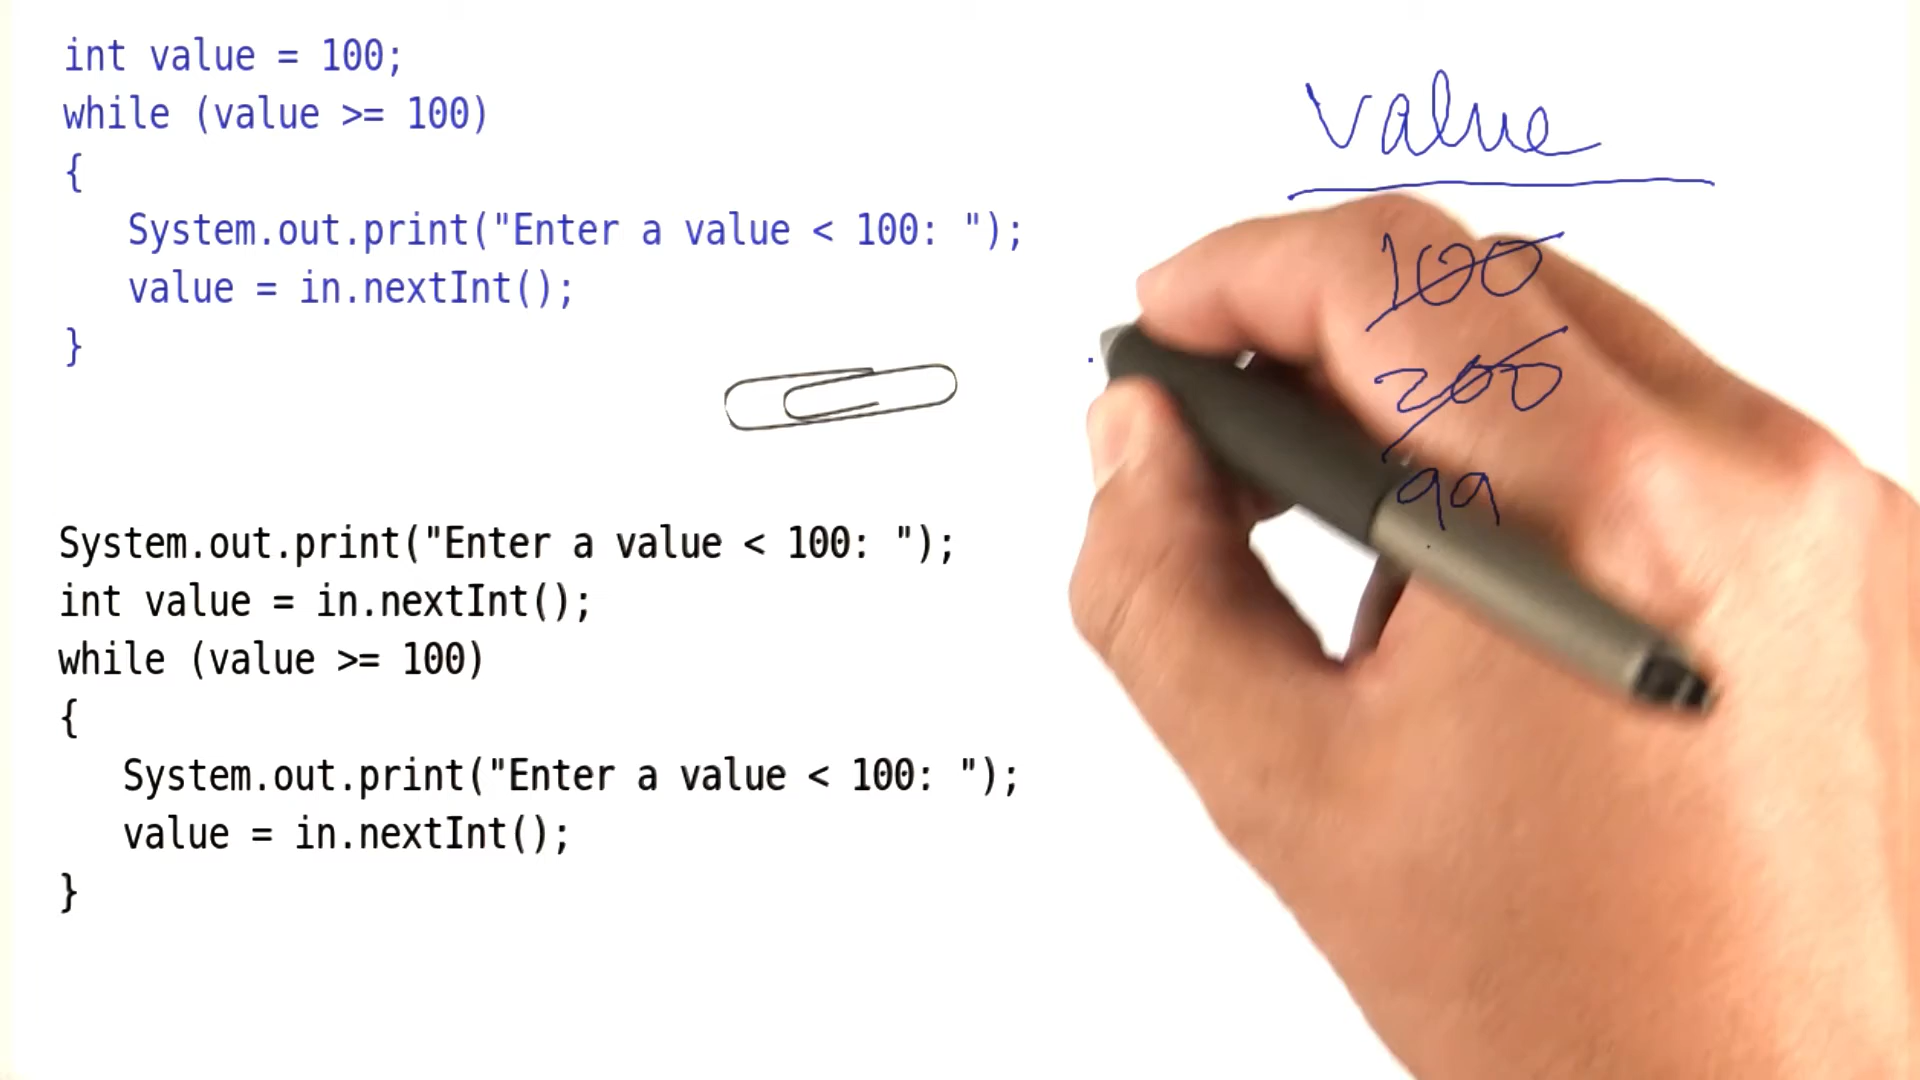 int value = 100;
while (value >= 100)
{
System.out.print("Enter a value < 100: ");
value = in.nextInt();
}
System.out.print("Enter a value < 100: ");
int value = in.nextInt();
while (value >= 100)
{
System.out.print("Enter a value < 100: ");
value = in.nextInt();
}
value
100
200
99